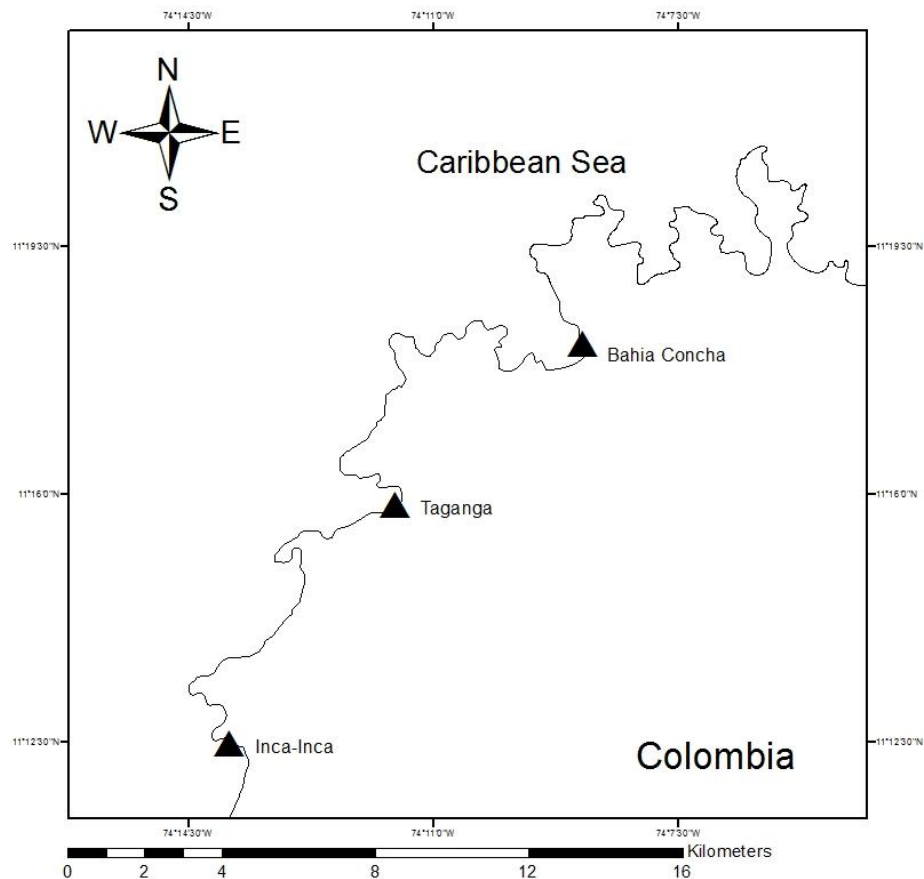 74°14'30"W 74°11'0"W 74°7'30"W
N
W E
S
Caribbean Sea
11°19'30"N 11°19'30"N
Bahia Concha
11°16'0"N 11°16'0"N
Taganga
11°12'30"N 11°12'30"N
Inca-Inca
Colombia
74°14'30"W 74°11'0"W 74°7'30"W
Kilometers
0 2 4 8 12 16